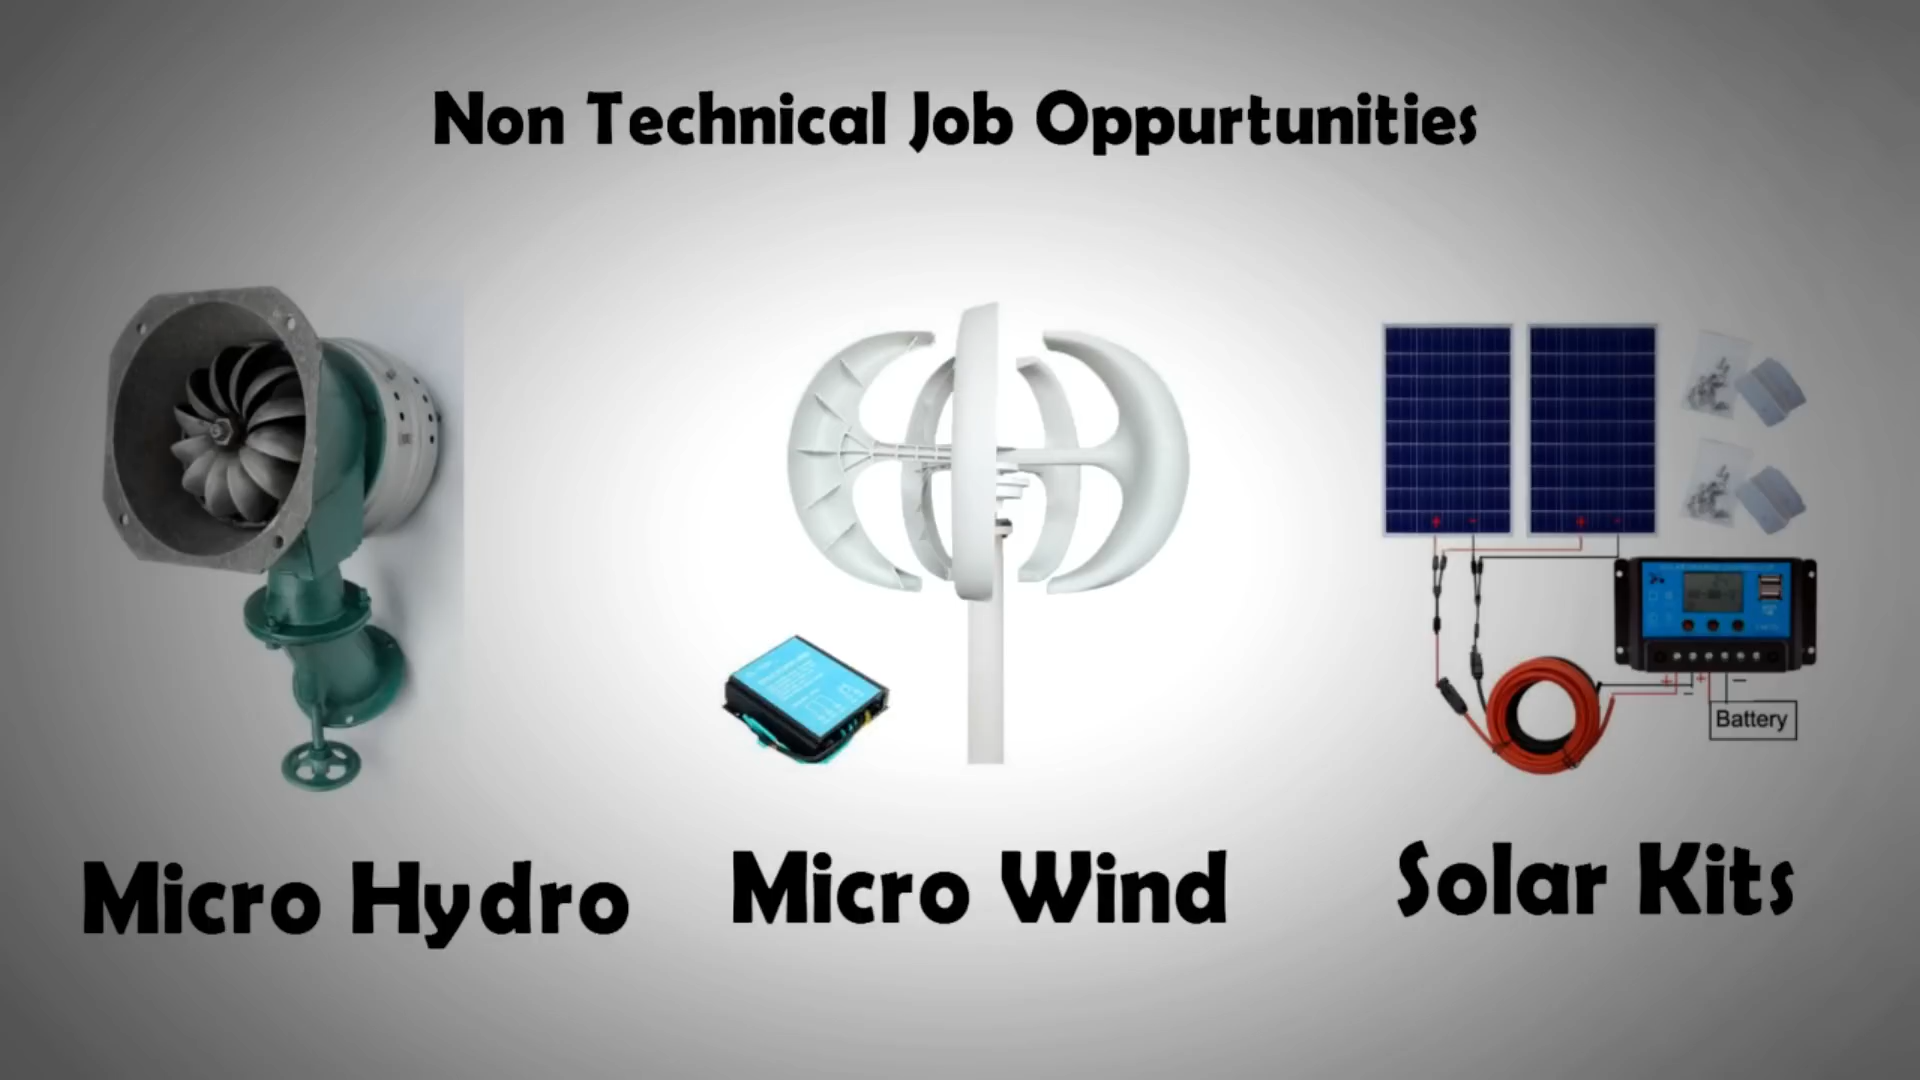 Non Technical Job Oppurtunities
Battery
Micro Hydro
Micro Wind
Solar Kits